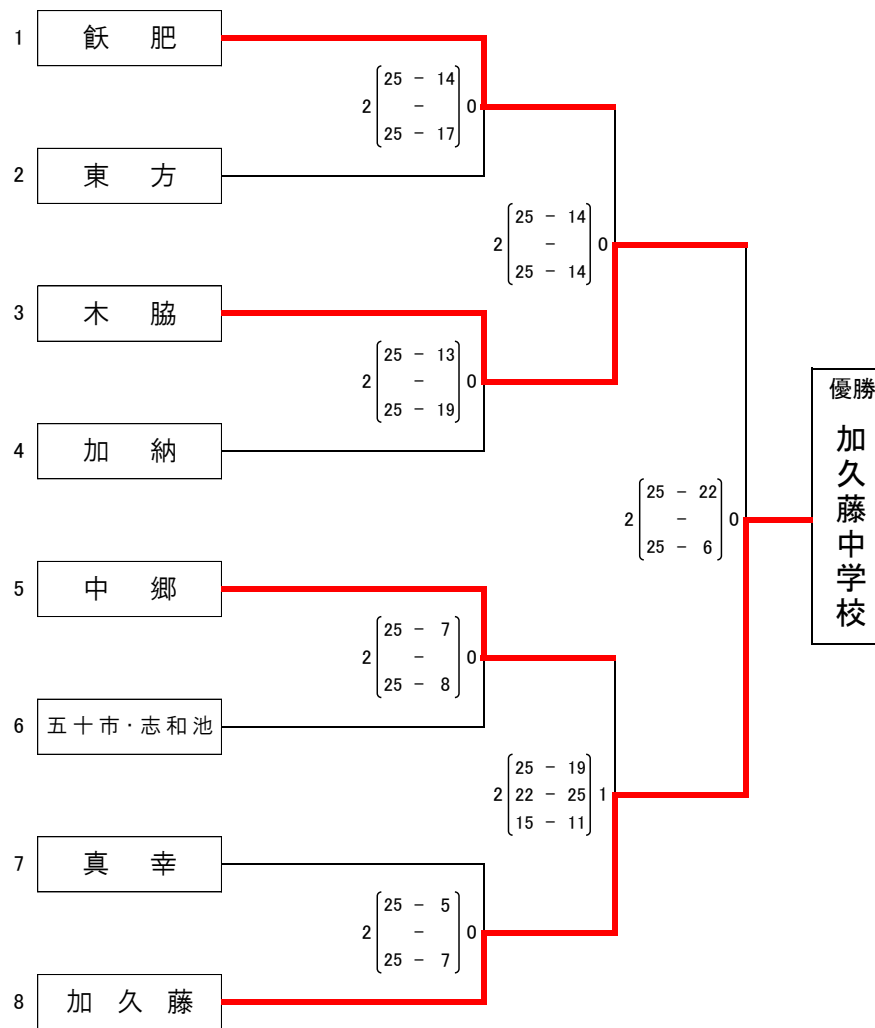 1 飫 肥
2 [25 - 14] 0
-
25 - 17
2 東 方
2 [25 - 14] 0
-
25 - 14
3 木 脇
2 [25 - 13] 0
-
25 - 19
4 加 納
優勝
加久藤中学校
2 [25 - 22] 0
-
25 - 6
5 中 郷
2 [25 - 7] 0
-
25 - 8
6 五十市・志和池
25 - 19
2 [22 - 25] 1
15 - 11
7 真 幸
2 [25 - 5] 0
-
25 - 7
8 加 久 藤